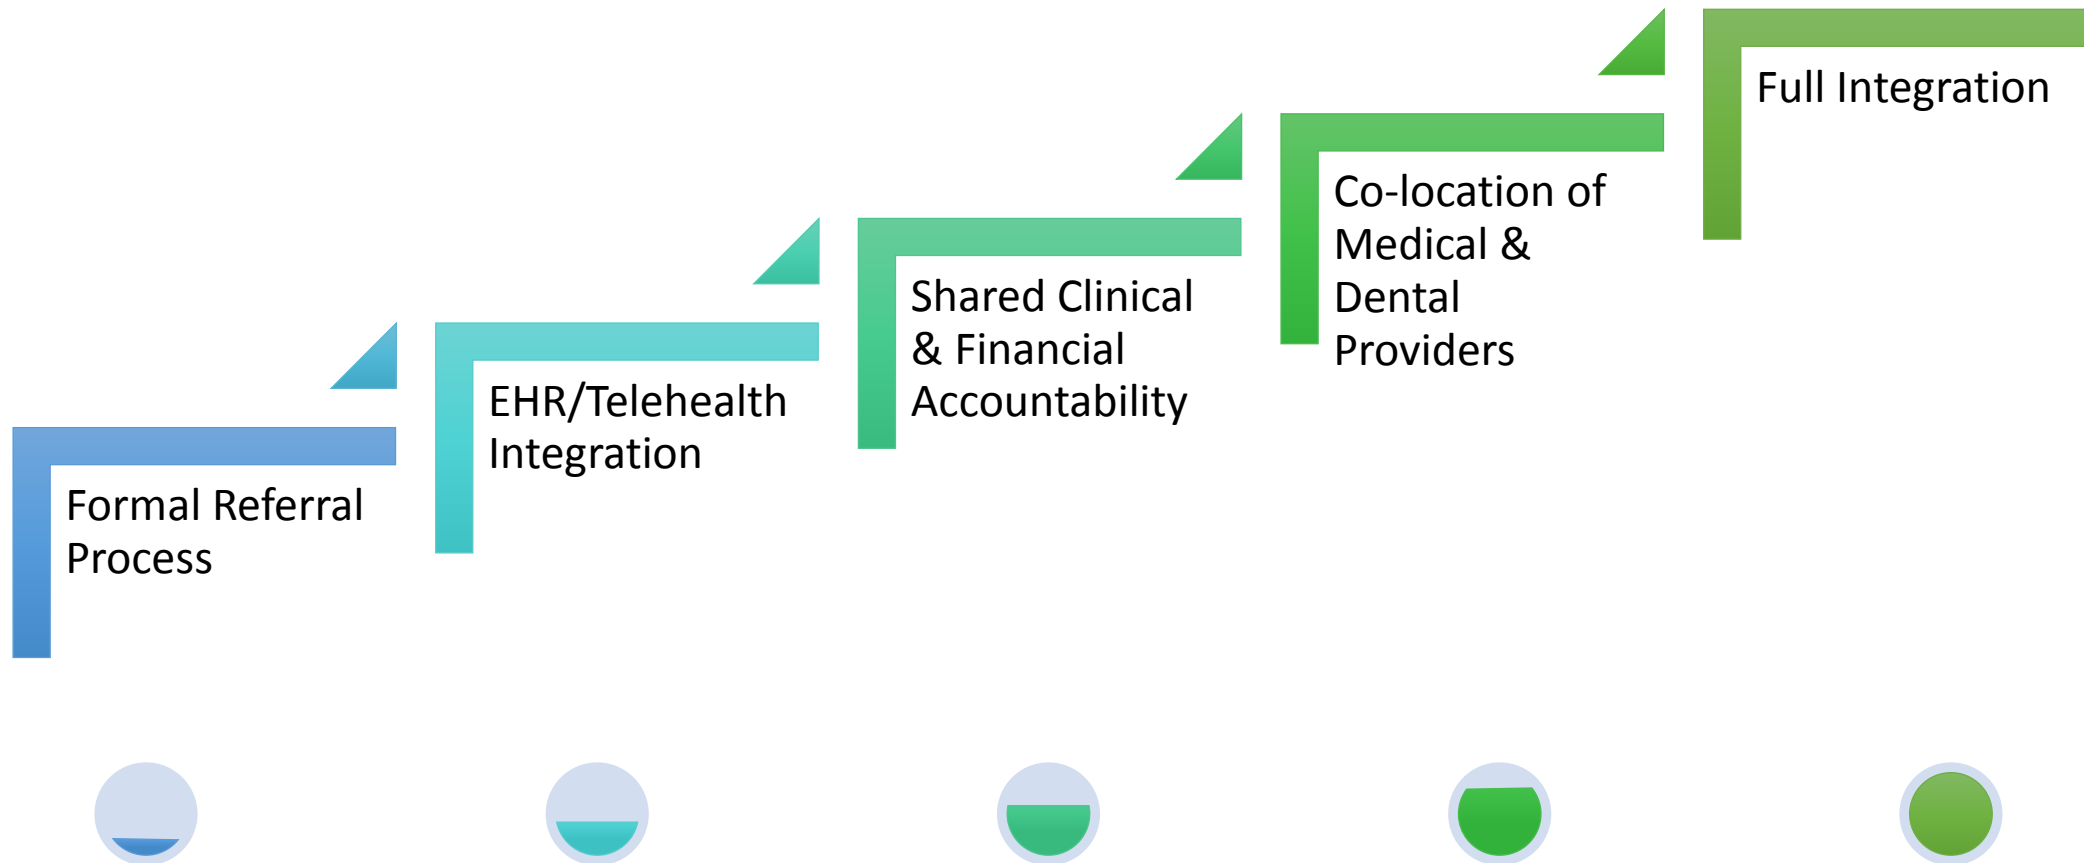 Formal Referral
Process
EHR/Telehealth
Integration
Shared Clinical
& Financial
Accountability
Co-location of
Medical &
Dental
Providers
Full Integration